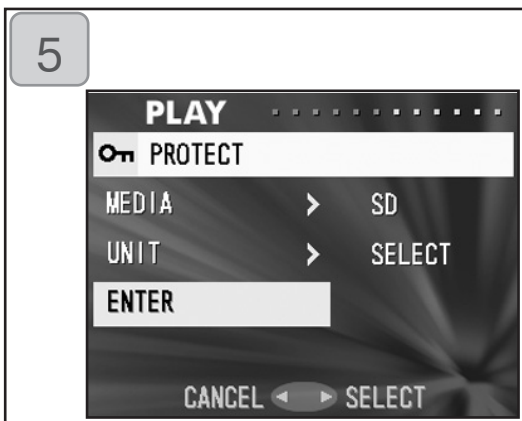 5
PLAY
PROTECT
MEDIA > SD
UNIT > SELECT
ENTER
CANCEL ◀ ▶ SELECT